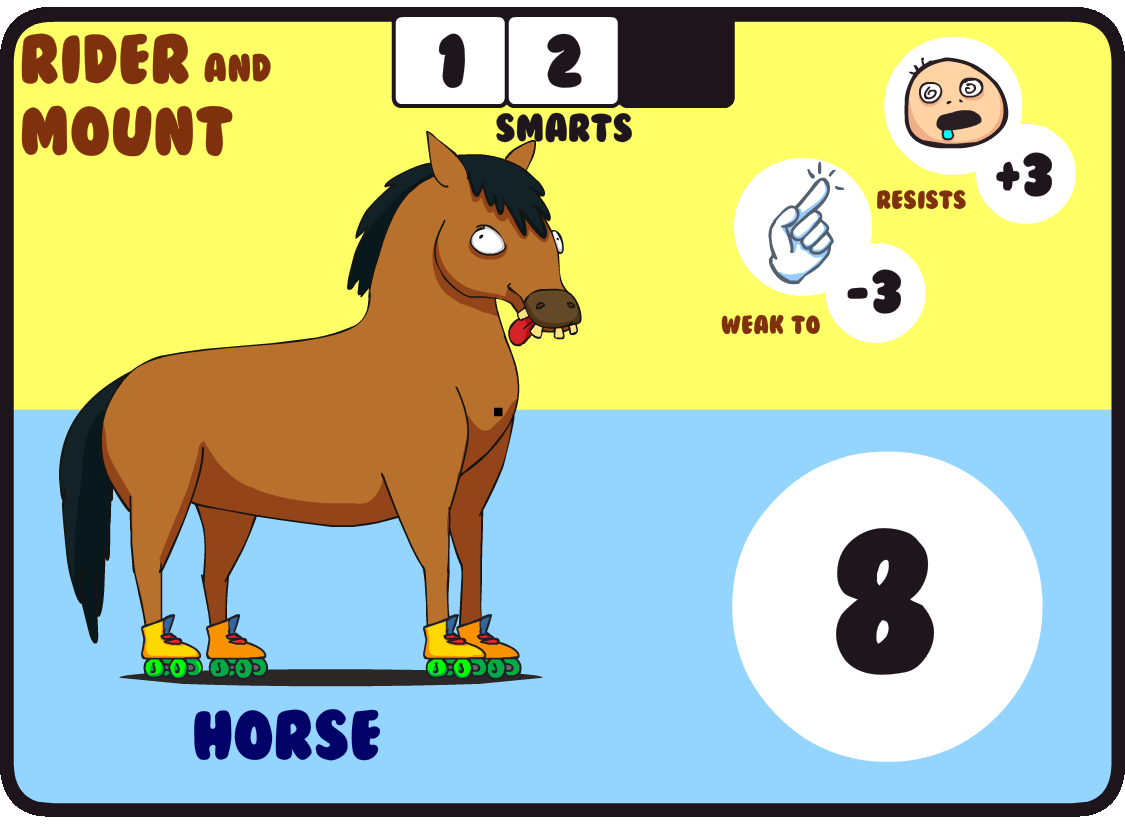 RIDER AND
MOUNT
1 2
SMARTS
+3
RESISTS
-3
WEAK TO
8
HORSE